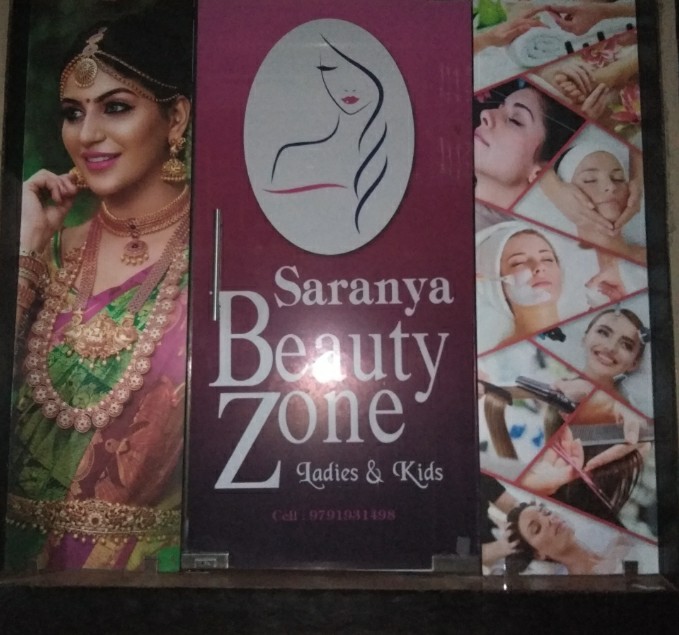 Saranya
Beauty
Zone
Ladies & Kids
Cell : 9791931498